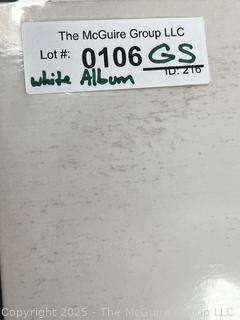 The McGuire Group LLC
Lot #: 0106 GS
White Album ID: 216
Copyright © 2025 - The McGuire Group LLC